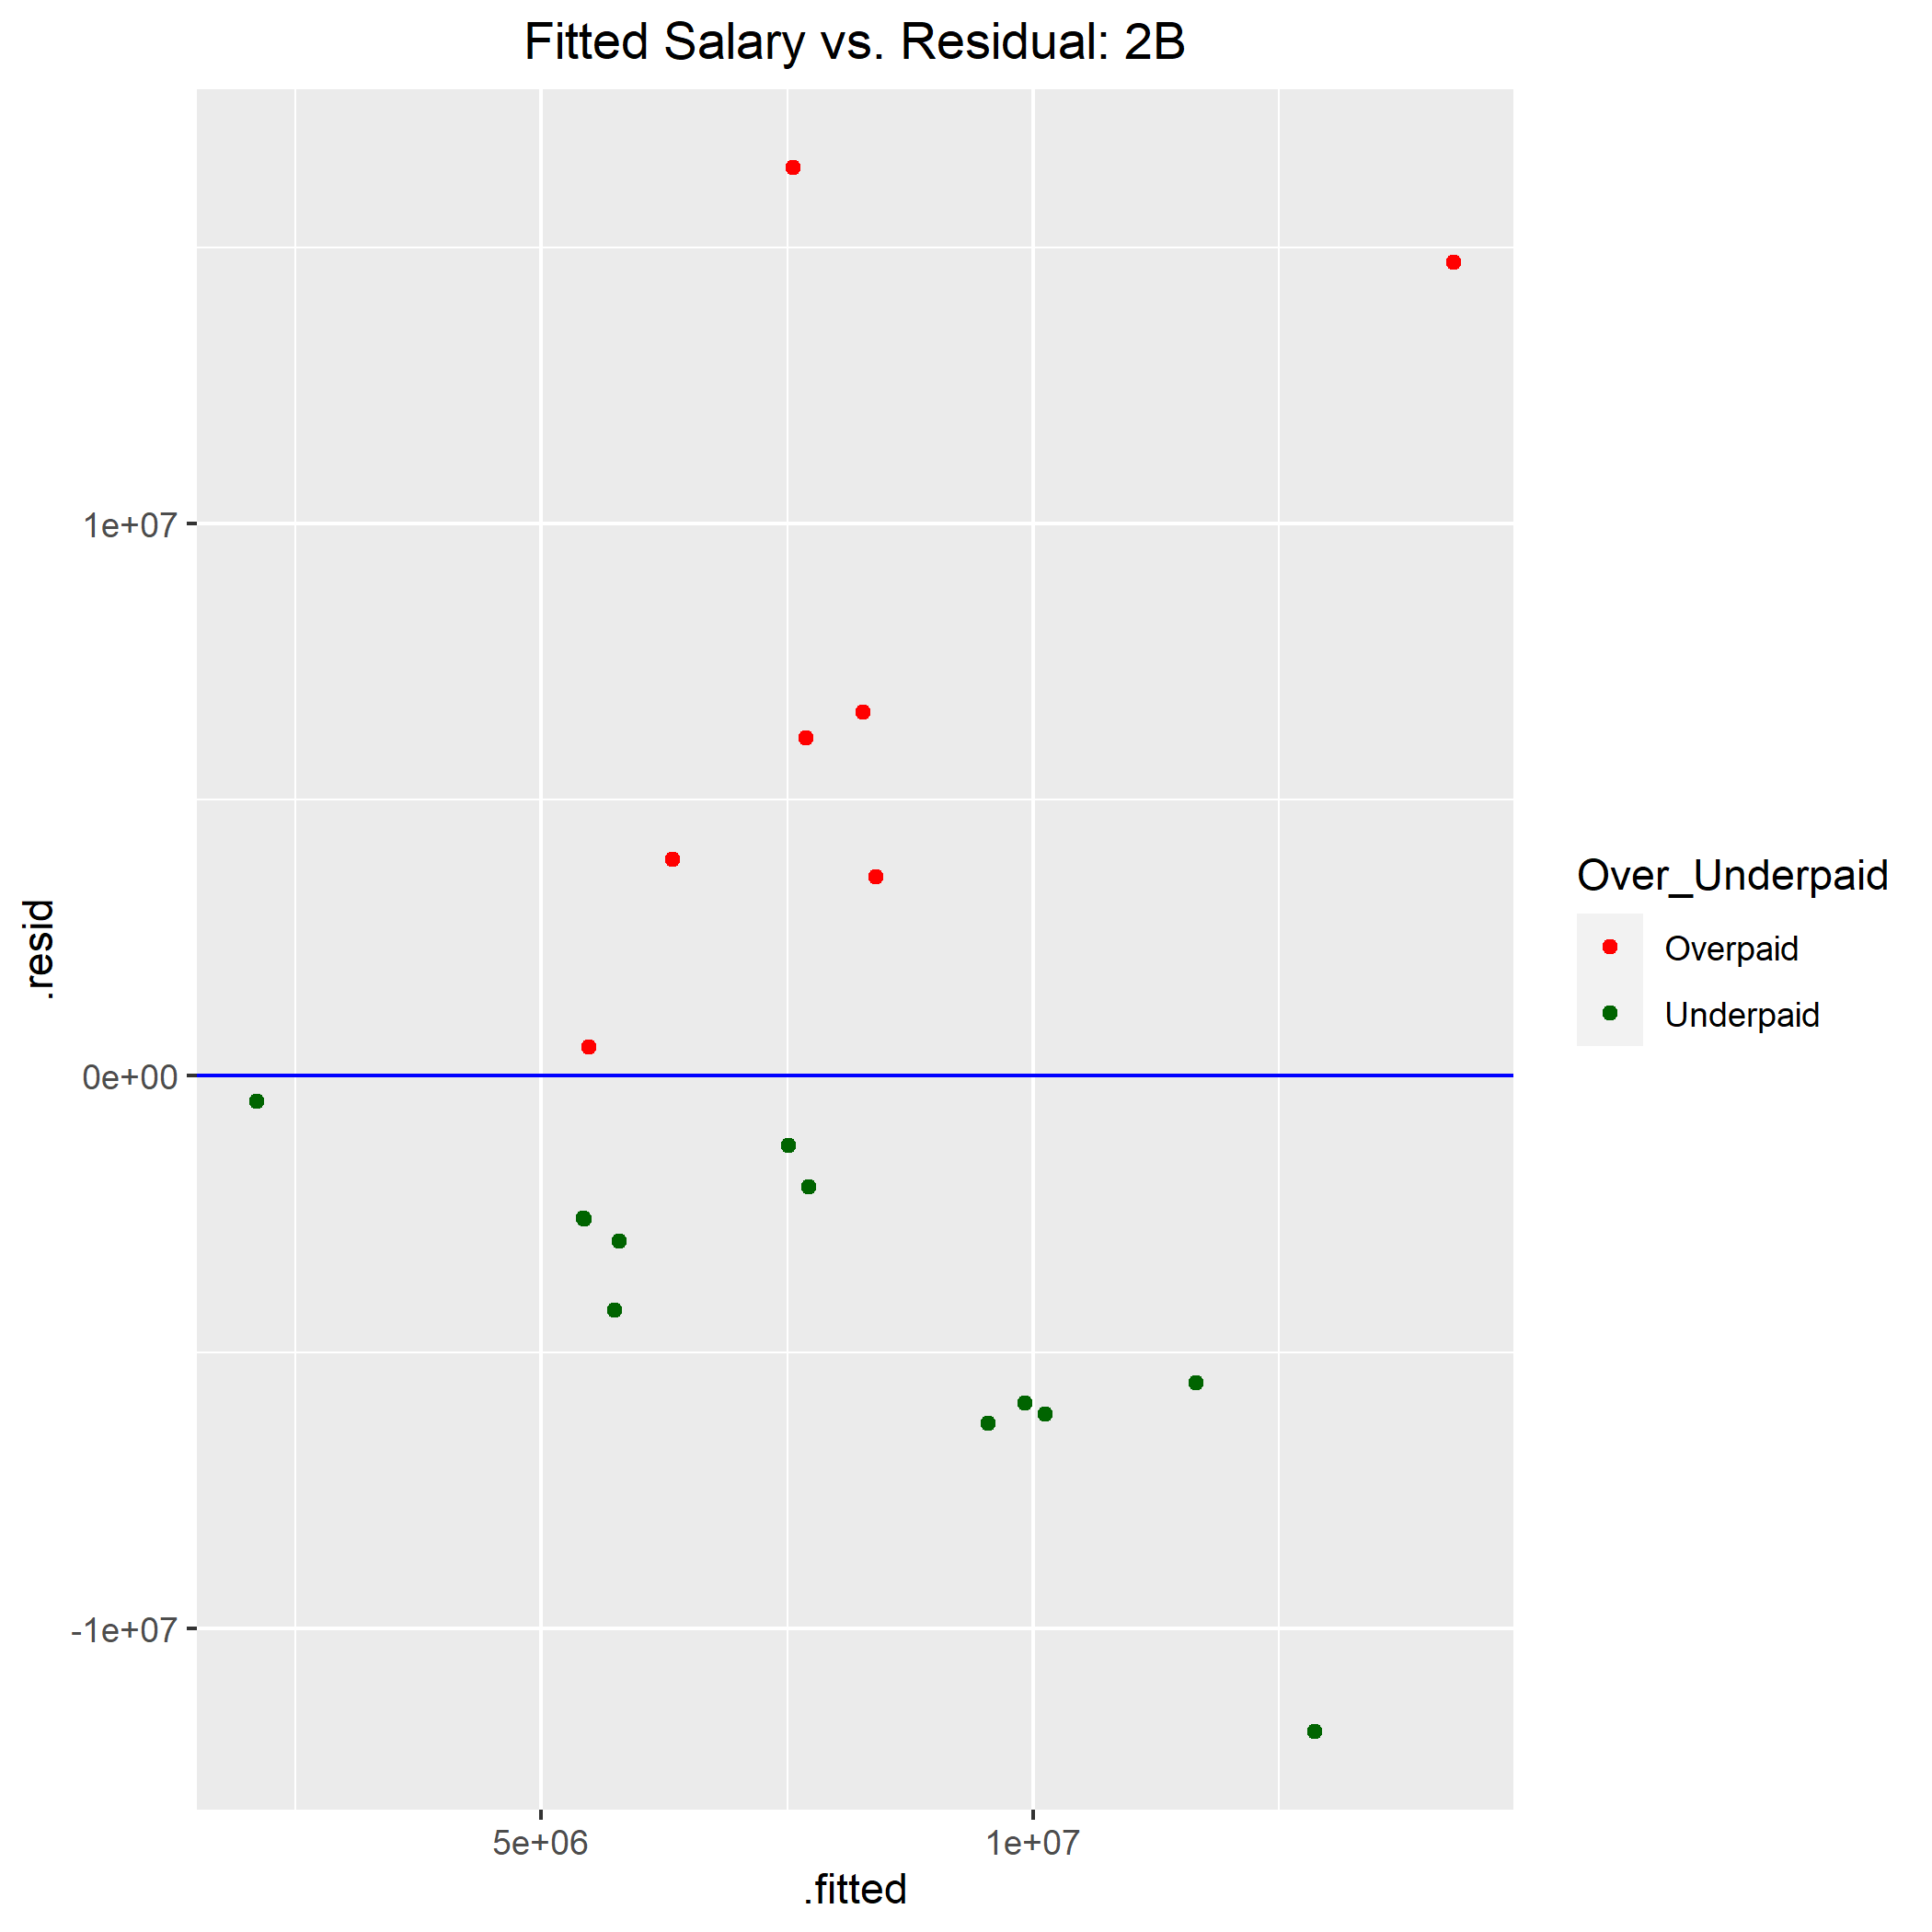 Fitted Salary vs. Residual: 2B
1e+07
0e+00
-1e+07
.resid
5e+06
1e+07
.fitted
Over_Underpaid
Overpaid
Underpaid